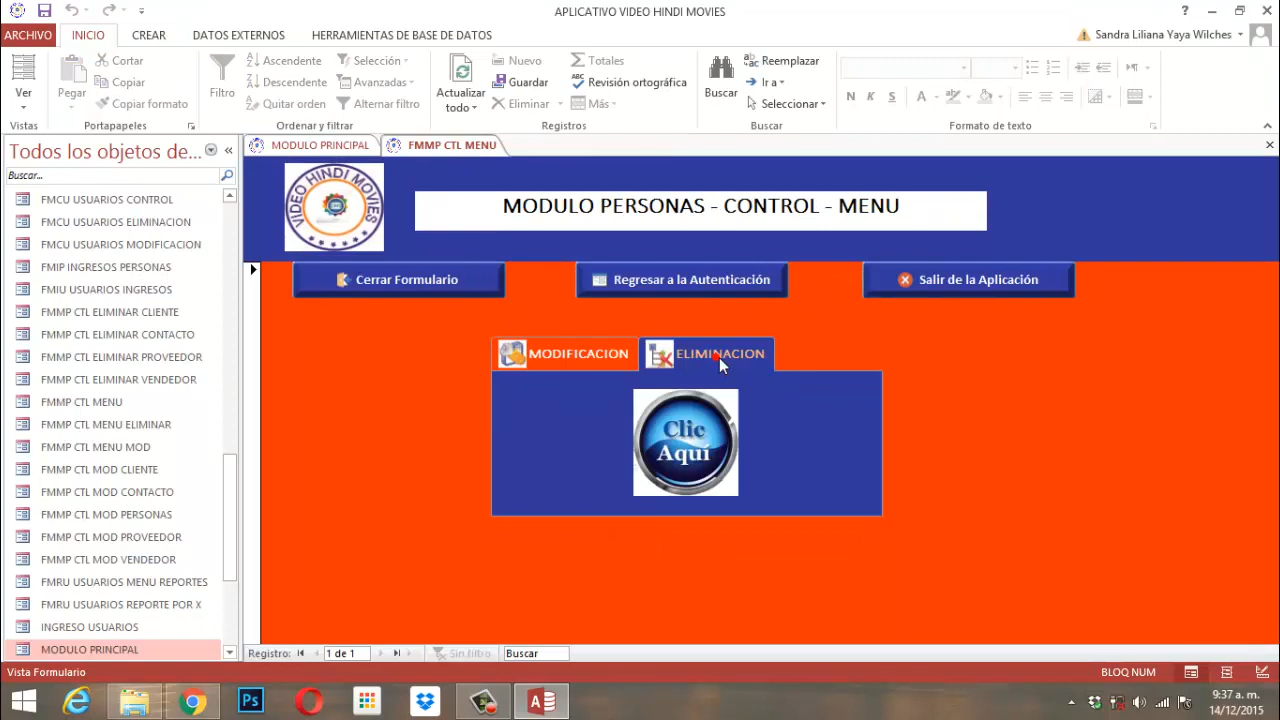 APLICATIVO VIDEO HINDI MOVIES
ARCHIVO INICIO CREAR DATOS EXTERNOS HERRAMIENTAS DE BASE DE DATOS Sandra Liliana Yaya Wilches
Ver
Vistas
Pegar
Cortar
Copiar
Copiar formato
Portapapeles
Filtro
Ascendente
Descendente
Quitar orden
Selección
Avanzadas
Alternar filtro
Ordenar y filtrar
Actualizar
todo
Nuevo
Guardar
Eliminar
Totales
Revisión ortográfica
Más
Registros
Buscar
Reemplazar
Ir a
Seleccionar
Buscar
N K S
A
Formato de texto
Todos los objetos de...
Buscar...
FMCU USUARIOS CONTROL
FMCU USUARIOS ELIMINACION
FMCU USUARIOS MODIFICACION
FMIP INGRESOS PERSONAS
FMIU USUARIOS INGRESOS
FMMP CTL ELIMINAR CLIENTE
FMMP CTL ELIMINAR CONTACTO
FMMP CTL ELIMINAR PROVEEDOR
FMMP CTL ELIMINAR VENDEDOR
FMMP CTL MENU
FMMP CTL MENU ELIMINAR
FMMP CTL MENU MOD
FMMP CTL MOD CLIENTE
FMMP CTL MOD CONTACTO
FMMP CTL MOD PERSONAS
FMMP CTL MOD PROVEEDOR
FMMP CTL MOD VENDEDOR
FMRU USUARIOS MENU REPORTES
FMRU USUARIOS REPORTE POR X
INGRESO USUARIOS
MODULO PRINCIPAL
MODULO PRINCIPAL FMMP CTL MENU
VIDEO HINDI MOVIES
MODULO PERSONAS - CONTROL - MENU
Cerrar Formulario Regresar a la Autenticación Salir de la Aplicación
MODIFICACION ELIMINACION
Clic
Aquí
Registro: 1 de 1 Sin filtro Buscar
Vista Formulario BLOQ NUM
Ps
9:37 a. m.
14/12/2015